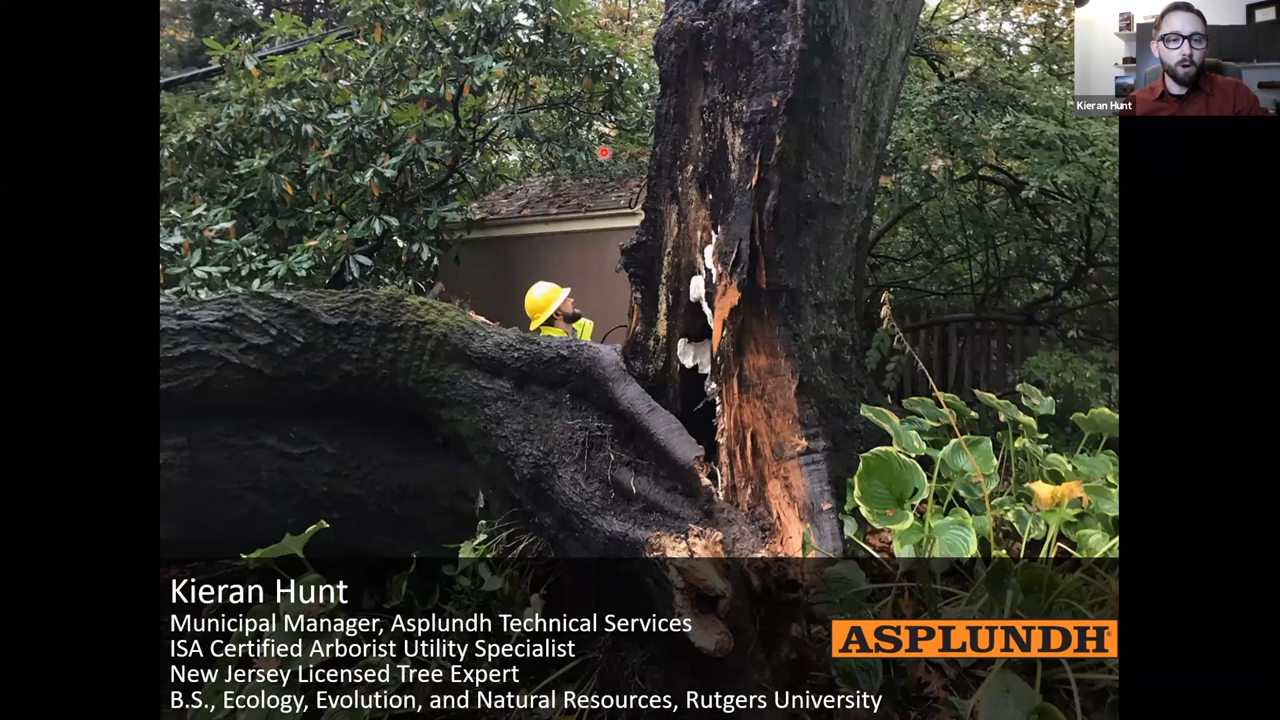 Kieran Hunt
Kieran Hunt
Municipal Manager, Asplundh Technical Services
ISA Certified Arborist Utility Specialist
New Jersey Licensed Tree Expert
B.S., Ecology, Evolution, and Natural Resources, Rutgers University
ASPLUNDH